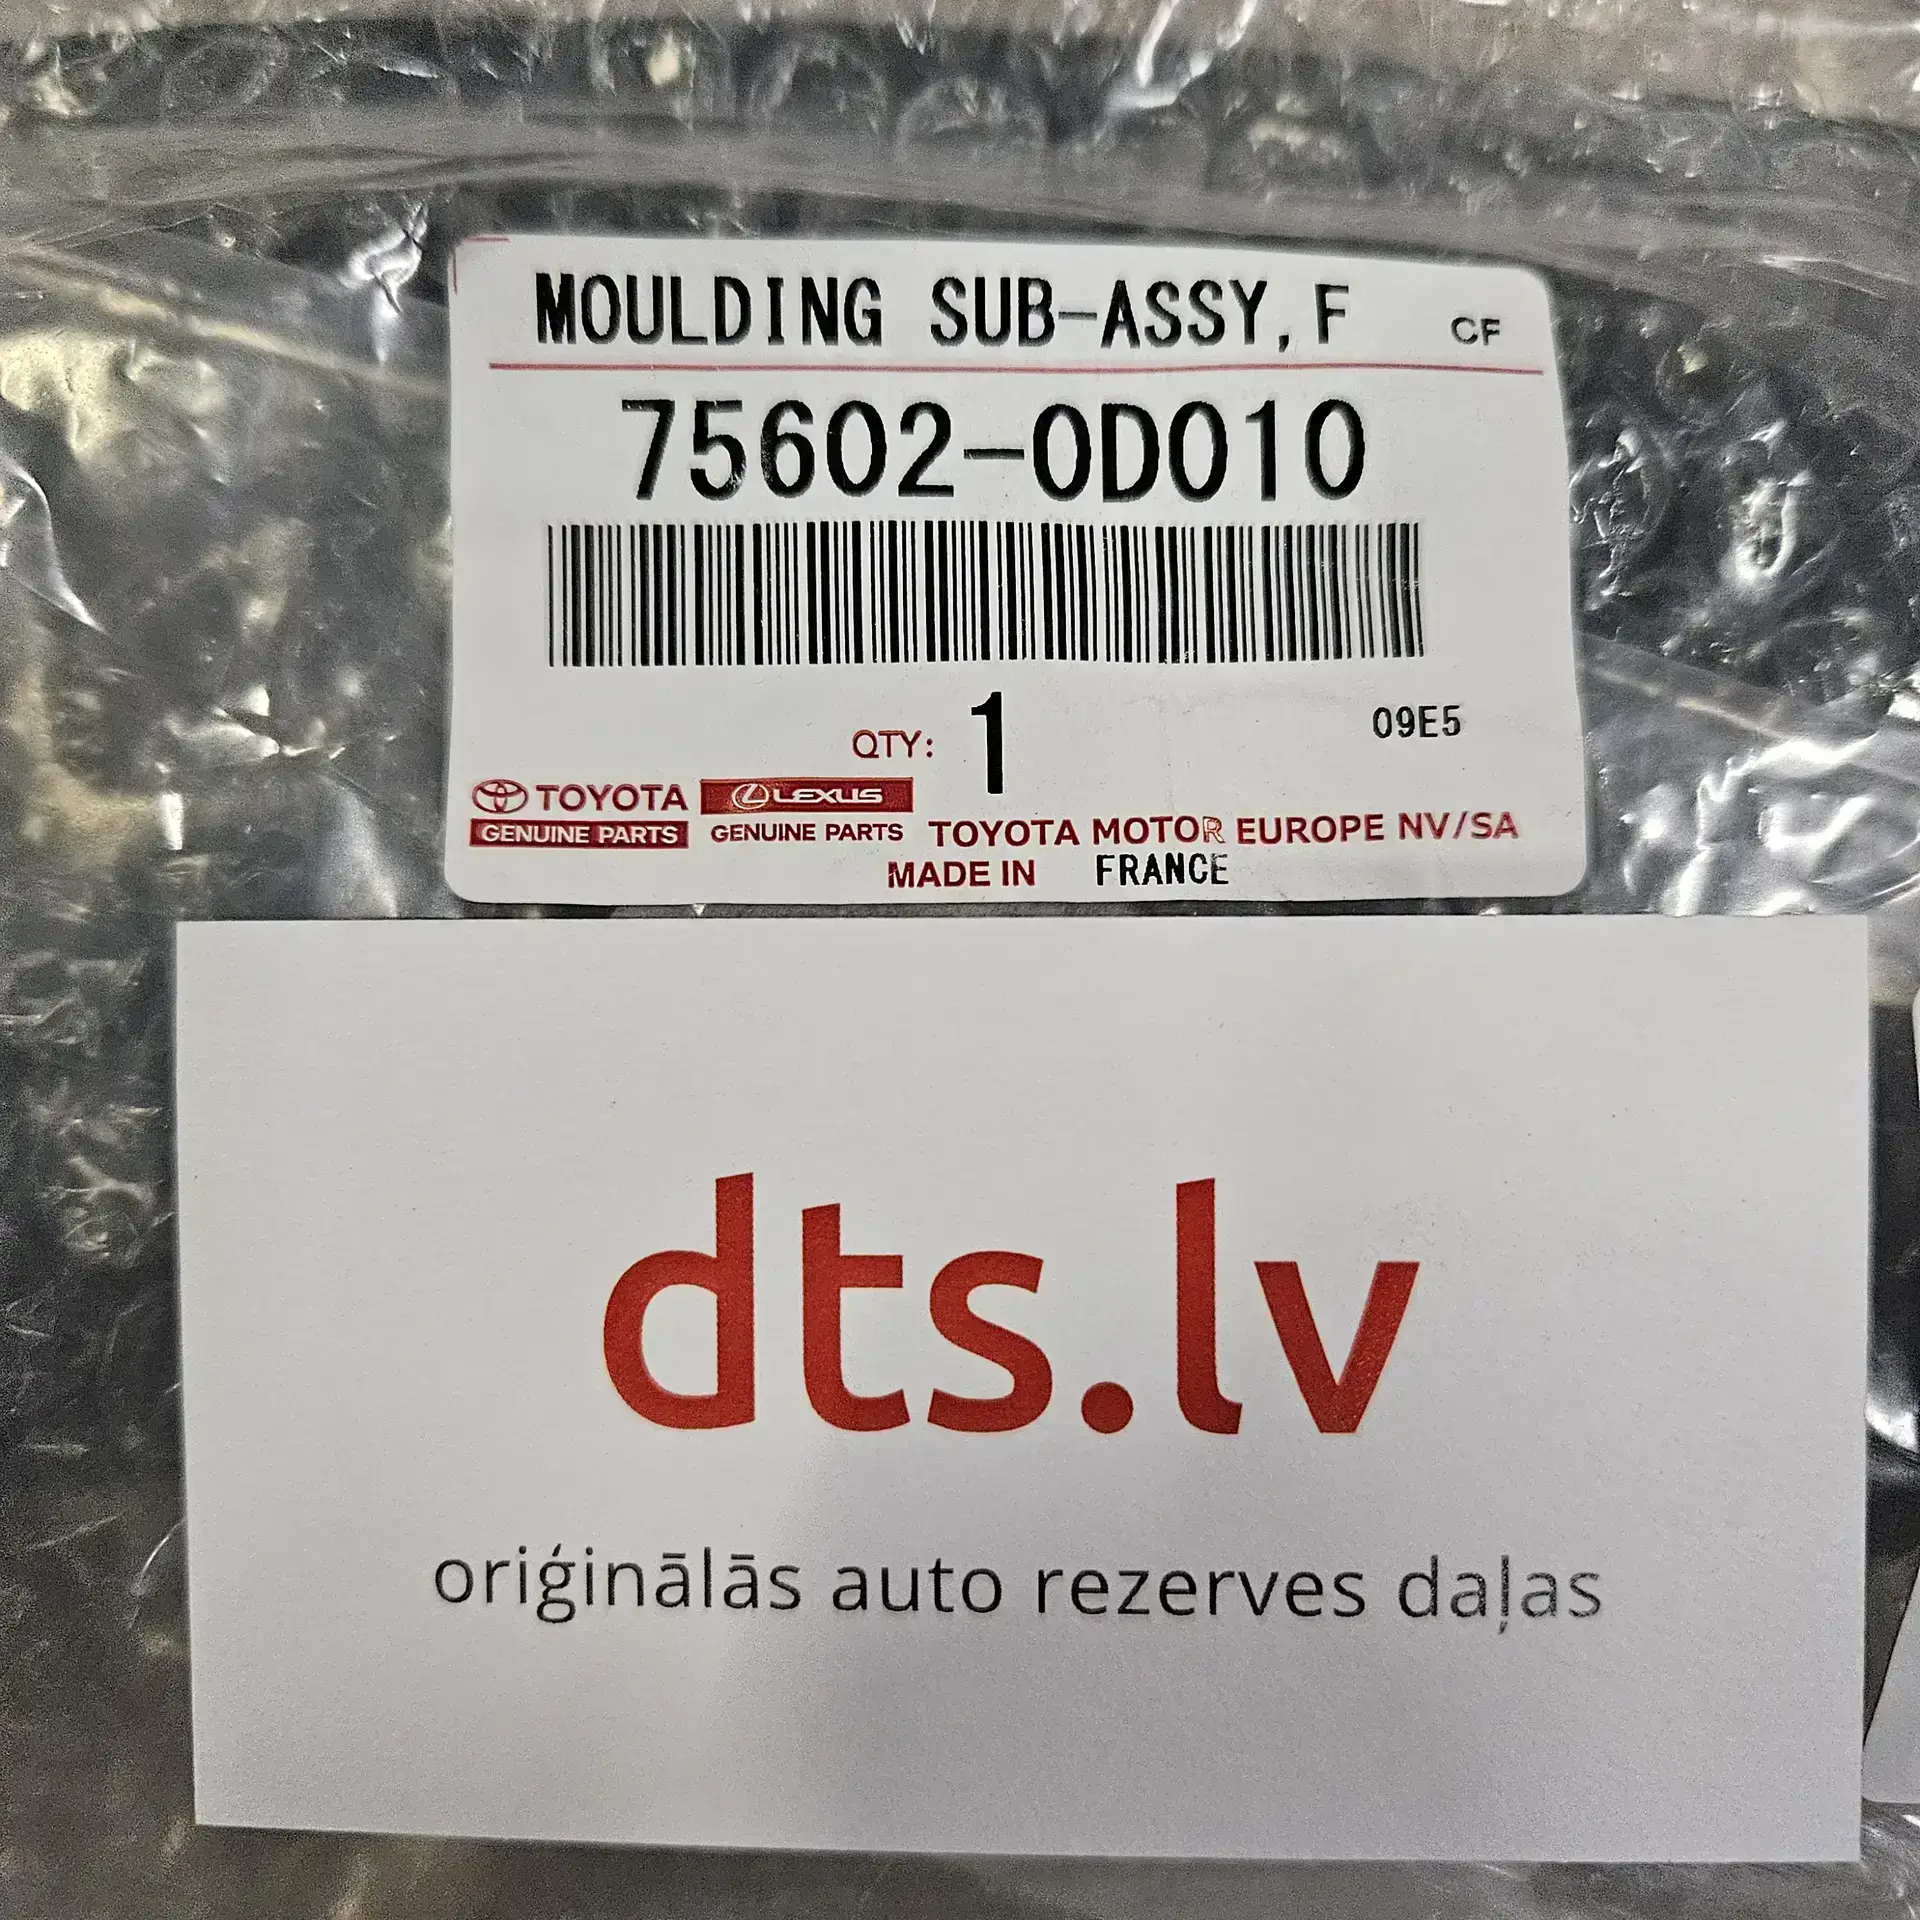 MOULDING SUB-ASSY, F CF
75602-0D010
QTY: 1 09E5
TOYOTA LEXUS
GENUINE PARTS GENUINE PARTS TOYOTA MOTOR EUROPE NV/SA
MADE IN FRANCE
dts.lv
oriģinālās auto rezerves daļas